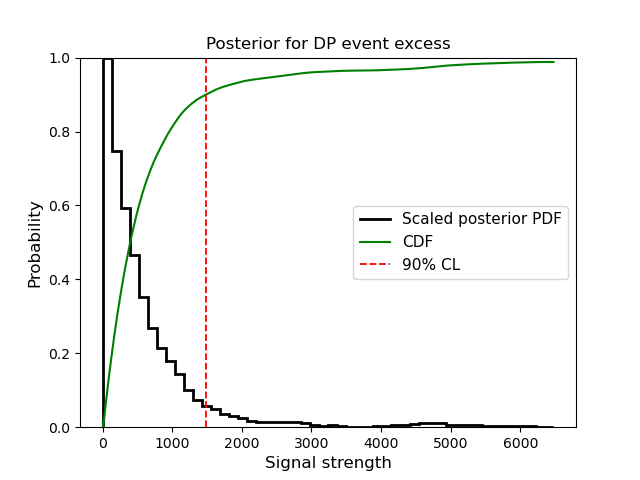 Posterior for DP event excess
1.0
0.8
0.6
0.4
0.2
0.0
Probability
Scaled posterior PDF
CDF
90% CL
0 1000 2000 3000 4000 5000 6000
Signal strength